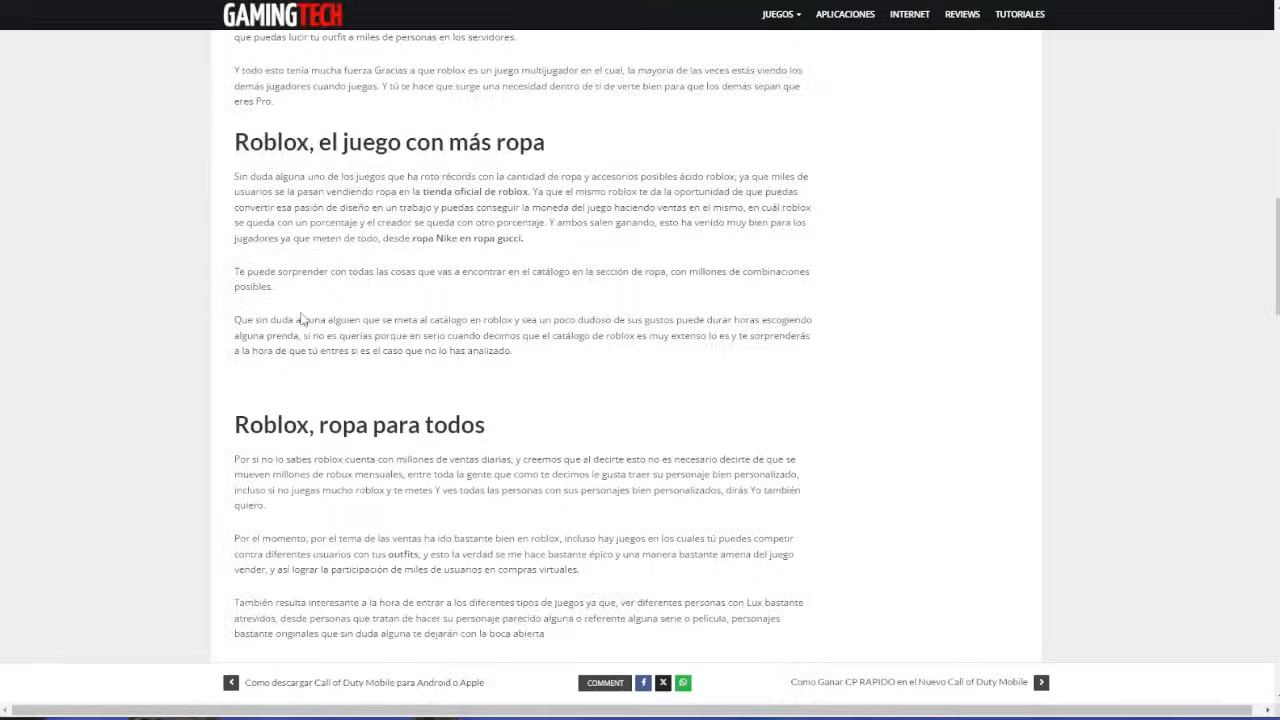 GAMINGTECH
JUEGOS
APLICACIONES
INTERNET
REVIEWS
TUTORIALES
que puedas lucir tu outfit a miles de personas en los servidores.
Y todo esto tenía mucha fuerza Gracias a que roblox es un juego multijugador en el cual, la mayoría de las veces estás viendo los
demás jugadores cuando juegas. Y tú te hace que surge una necesidad dentro de ti de verte bien para que los demás sepan que
eres Pro.
Roblox, el juego con más ropa
Sin duda alguna uno de los juegos que ha roto récords con la cantidad de ropa y accesorios posibles ácido roblox, ya que miles de
usuarios se la pasan vendiendo ropa en la tienda oficial de roblox. Ya que el mismo roblox te da la oportunidad de que puedas
convertir esa pasión de diseño en un trabajo y puedas conseguir la moneda del juego haciendo ventas en el mismo, en cuál roblox
se queda con un porcentaje y el creador se queda con otro porcentaje. Y ambos salen ganando, esto ha venido muy bien para los
jugadores ya que meten de todo, desde ropa Nike en ropa gucci.
Te puede sorprender con todas las cosas que vas a encontrar en el catálogo en la sección de ropa, con millones de combinaciones
posibles.
Que sin duda alguna alguien que se meta al catálogo en roblox y sea un poco dudoso de sus gustos puede durar horas escogiendo
alguna prenda, si no es querías porque en serio cuando decimos que el catálogo de roblox es muy extenso lo es y te sorprenderás
a la hora de que tú entres si es el caso que no lo has analizado.
Roblox, ropa para todos
Por si no lo sabes roblox cuenta con millones de ventas diarias, y creemos que al decirte esto no es necesario decirte de que se
mueven millones de robux mensuales, entre toda la gente que como te decimos le gusta traer su personaje bien personalizado,
incluso si no juegas mucho roblox y te metes Y ves todas las personas con sus personajes bien personalizados, dirás Yo también
quiero.
Por el momento, por el tema de las ventas ha ido bastante bien en roblox, incluso hay juegos en los cuales tú puedes competir
contra diferentes usuarios con tus outfits, y esto la verdad se me hace bastante épico y una manera bastante amena del juego
vender, y así lograr la participación de miles de usuarios en compras virtuales.
También resulta interesante a la hora de entrar a los diferentes tipos de juegos ya que, ver diferentes personas con Lux bastante
atrevidos, desde personas que tratan de hacer su personaje parecido alguna o referente alguna serie o película, personajes
bastante originales que sin duda alguna te dejarán con la boca abierta
Como descargar Call of Duty Mobile para Android o Apple
COMMENT
Como Ganar CP RAPIDO en el Nuevo Call of Duty Mobile